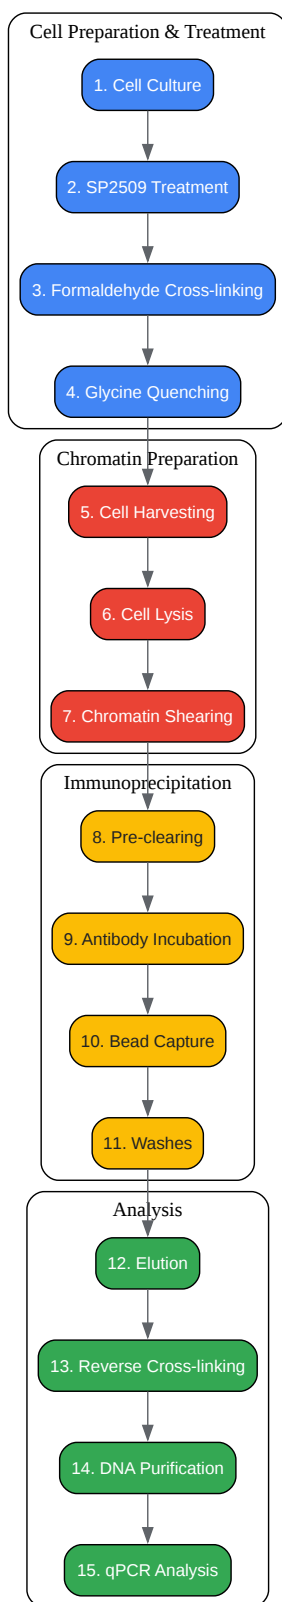 Cell Preparation & Treatment
1. Cell Culture
2. SP2509 Treatment
3. Formaldehyde Cross-linking
4. Glycine Quenching
Chromatin Preparation
5. Cell Harvesting
6. Cell Lysis
7. Chromatin Shearing
Immunoprecipitation
8. Pre-clearing
9. Antibody Incubation
10. Bead Capture
11. Washes
Analysis
12. Elution
13. Reverse Cross-linking
14. DNA Purification
15. qPCR Analysis